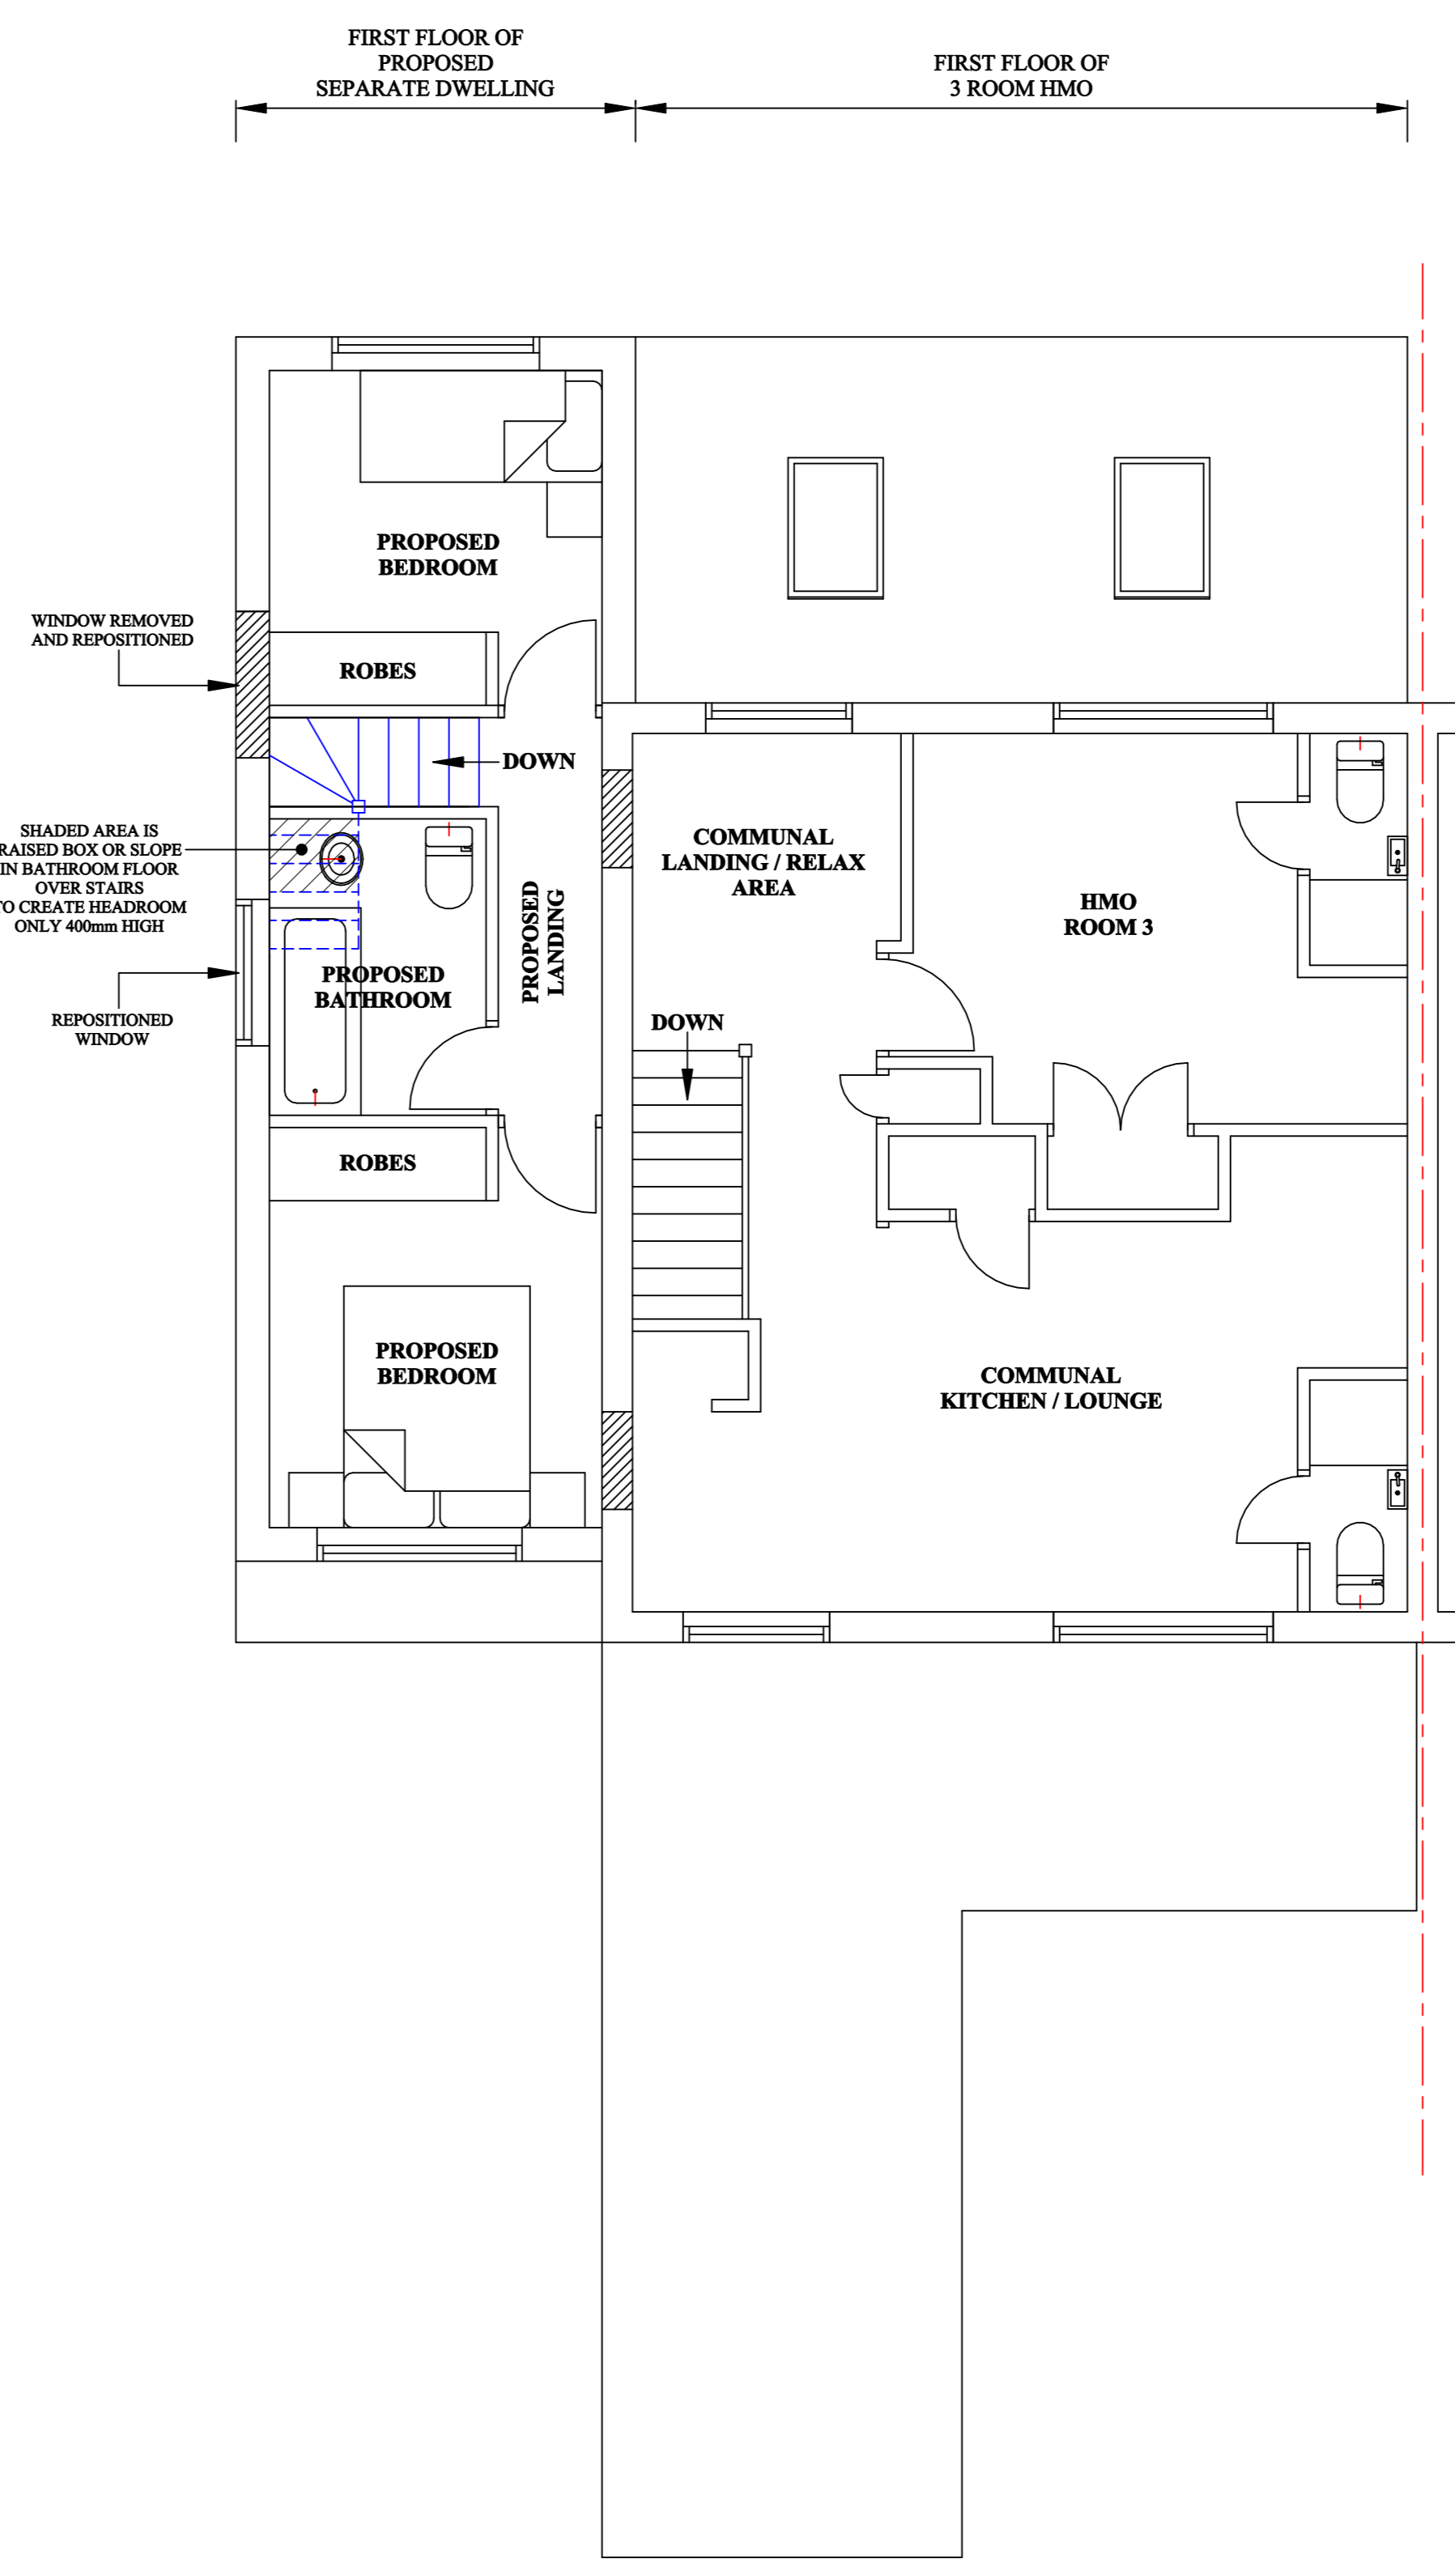 FIRST FLOOR OF
PROPOSED
SEPARATE DWELLING
FIRST FLOOR OF
3 ROOM HMO
PROPOSED
BEDROOM
WINDOW REMOVED
AND REPOSITIONED
ROBES
DOWN
SHADED AREA IS
RAISED BOX OR SLOPE
IN BATHROOM FLOOR
OVER STAIRS
TO CREATE HEADROOM
ONLY 400mm HIGH
PROPOSED
LANDING
PROPOSED
BATHROOM
REPOSITIONED
WINDOW
COMMUNAL
LANDING / RELAX
AREA
HMO
ROOM 3
DOWN
ROBES
PROPOSED
BEDROOM
COMMUNAL
KITCHEN / LOUNGE